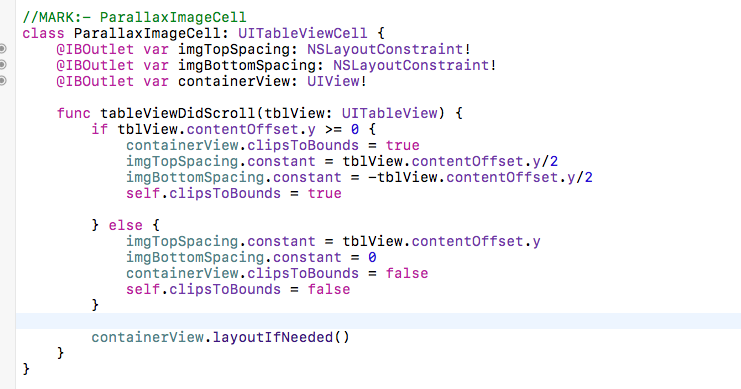 //MARK:- ParallaxImageCell
class ParallaxImageCell: UITableViewCell {
    @IBOutlet var imgTopSpacing: NSLayoutConstraint!
    @IBOutlet var imgBottomSpacing: NSLayoutConstraint!
    @IBOutlet var containerView: UIView!
    func tableViewDidScroll(tblView: UITableView) {
        if tblView.contentOffset.y >= 0 {
            containerView.clipsToBounds = true
            imgTopSpacing.constant = tblView.contentOffset.y/2
            imgBottomSpacing.constant = -tblView.contentOffset.y/2
            self.clipsToBounds = true
        } else {
            imgTopSpacing.constant = tblView.contentOffset.y
            imgBottomSpacing.constant = 0
            containerView.clipsToBounds = false
            self.clipsToBounds = false
        }
        containerView.layoutIfNeeded()
    }
}